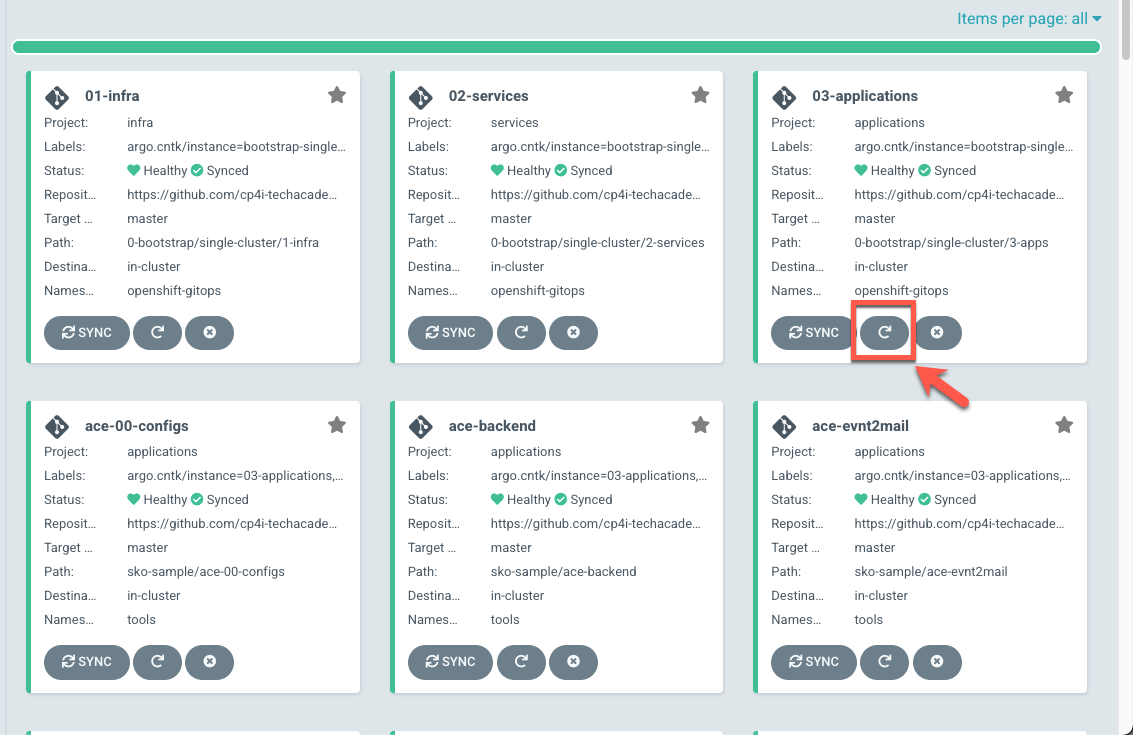 Items per page: all
01-infra
Project: infra
Labels: argo.cntk/instance=bootstrap-single...
Status: Healthy Synced
Reposit... https://github.com/cp4i-techacade...
Target ... master
Path: 0-bootstrap/single-cluster/1-infra
Destina... in-cluster
Names... openshift-gitops
SYNC
02-services
Project: services
Labels: argo.cntk/instance=bootstrap-single...
Status: Healthy Synced
Reposit... https://github.com/cp4i-techacade...
Target ... master
Path: 0-bootstrap/single-cluster/2-services
Destina... in-cluster
Names... openshift-gitops
SYNC
03-applications
Project: applications
Labels: argo.cntk/instance=bootstrap-single...
Status: Healthy Synced
Reposit... https://github.com/cp4i-techacade...
Target ... master
Path: 0-bootstrap/single-cluster/3-apps
Destina... in-cluster
Names... openshift-gitops
SYNC
ace-00-configs
Project: applications
Labels: argo.cntk/instance=03-applications,...
Status: Healthy Synced
Reposit... https://github.com/cp4i-techacade...
Target ... master
Path: sko-sample/ace-00-configs
Destina... in-cluster
Names... tools
SYNC
ace-backend
Project: applications
Labels: argo.cntk/instance=03-applications,...
Status: Healthy Synced
Reposit... https://github.com/cp4i-techacade...
Target ... master
Path: sko-sample/ace-backend
Destina... in-cluster
Names... tools
SYNC
ace-evnt2mail
Project: applications
Labels: argo.cntk/instance=03-applications,...
Status: Healthy Synced
Reposit... https://github.com/cp4i-techacade...
Target ... master
Path: sko-sample/ace-evnt2mail
Destina... in-cluster
Names... tools
SYNC